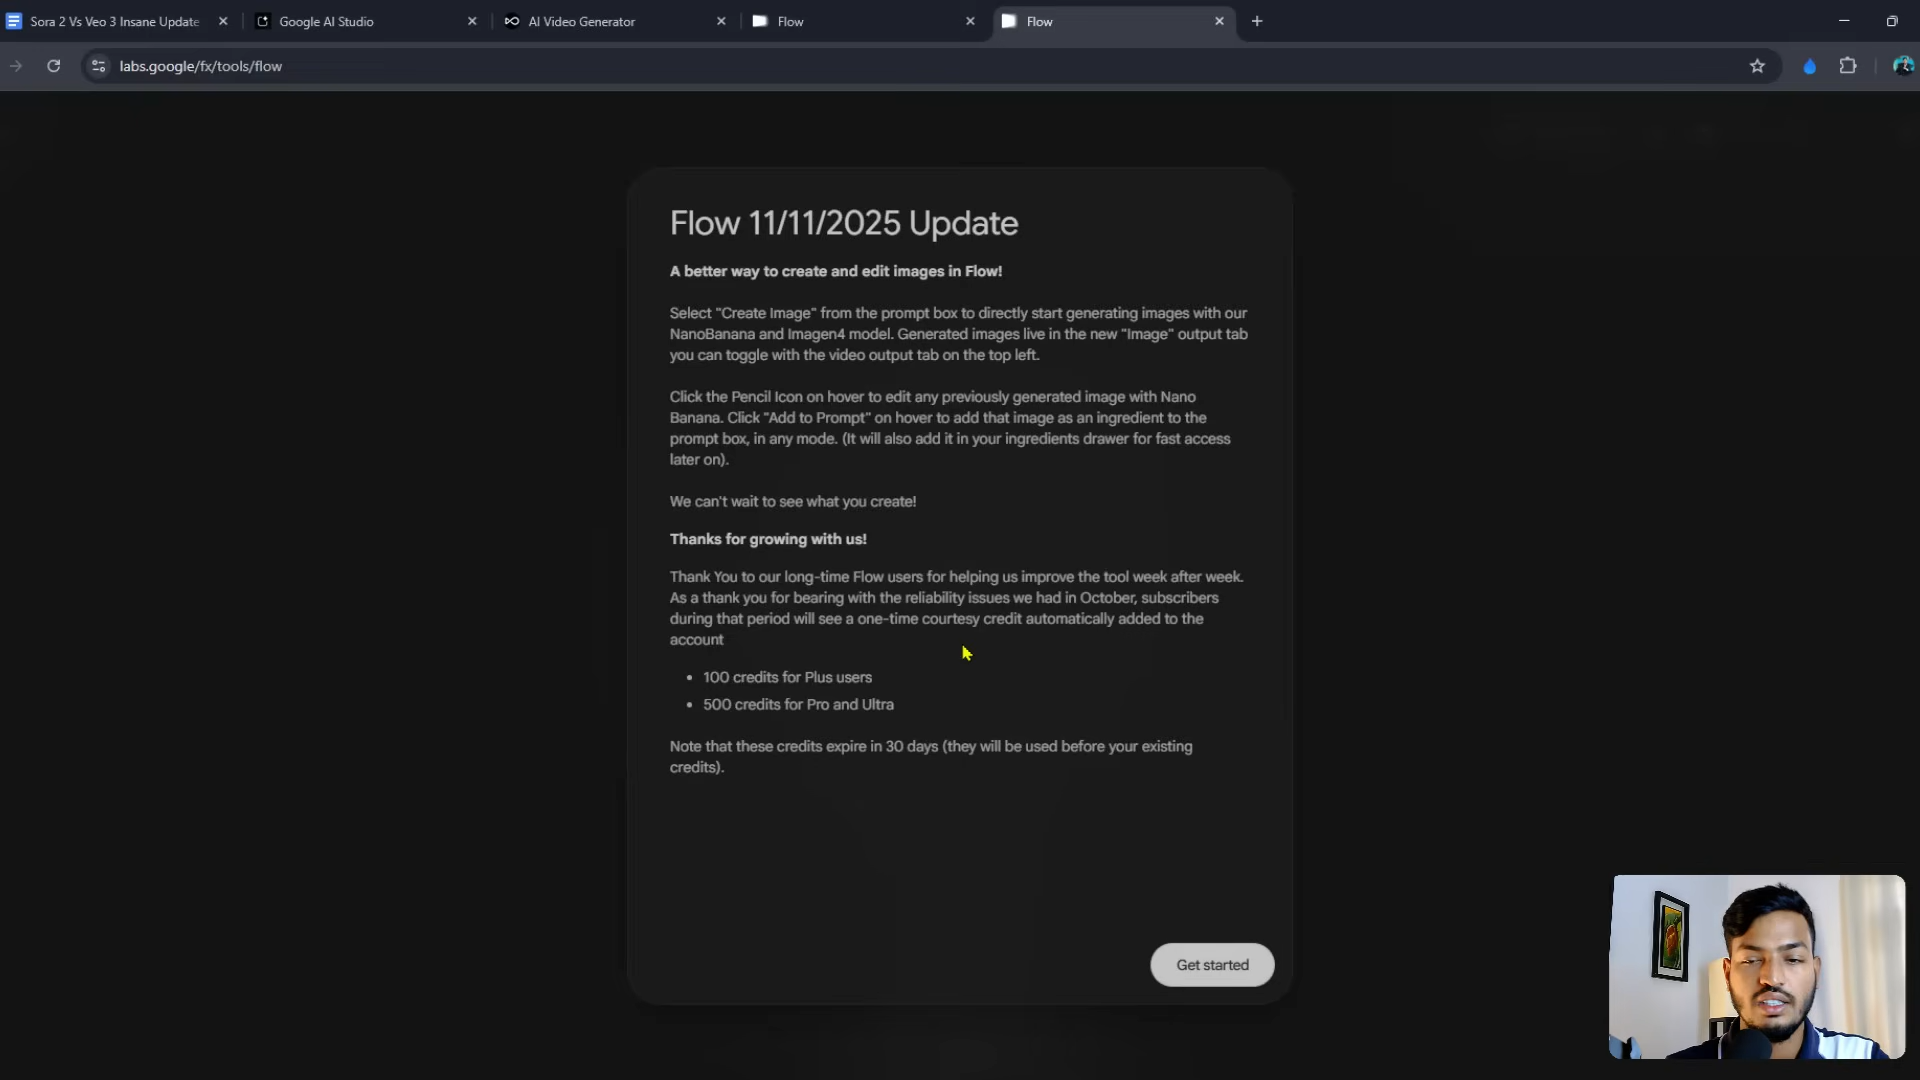 Sora 2 Vs Veo 3 Insane Update
Google AI Studio
AI Video Generator
Flow
Flow
labs.google/fx/tools/flow
Flow 11/11/2025 Update
A better way to create and edit images in Flow!
Select "Create Image" from the prompt box to directly start generating images with our
NanoBanana and Imagen4 model. Generated images live in the new "Image" output tab
you can toggle with the video output tab on the top left.
Click the Pencil Icon on hover to edit any previously generated image with Nano
Banana. Click "Add to Prompt" on hover to add that image as an ingredient to the
prompt box, in any mode. (It will also add it in your ingredients drawer for fast access
later on).
We can't wait to see what you create!
Thanks for growing with us!
Thank You to our long-time Flow users for helping us improve the tool week after week.
As a thank you for bearing with the reliability issues we had in October, subscribers
during that period will see a one-time courtesy credit automatically added to the
account
• 100 credits for Plus users
• 500 credits for Pro and Ultra
Note that these credits expire in 30 days (they will be used before your existing
credits).
Get started